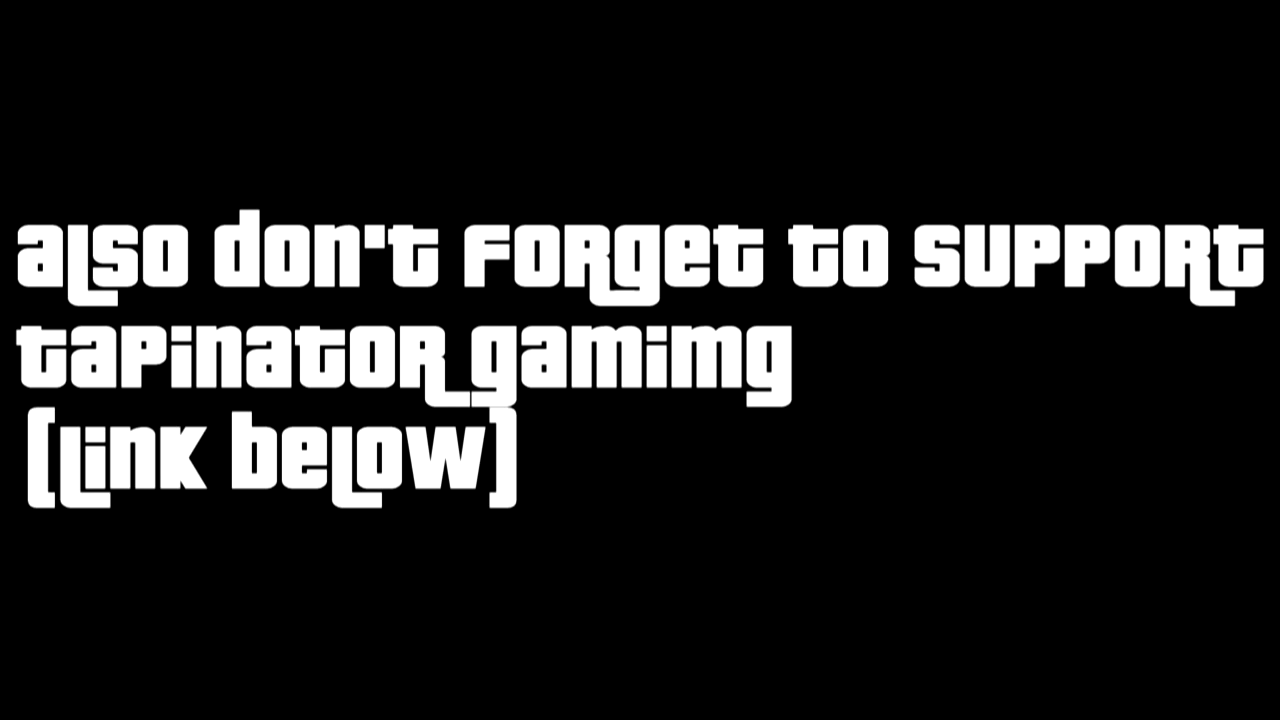 also don't forget to support
tapinator gamimg
(link below)